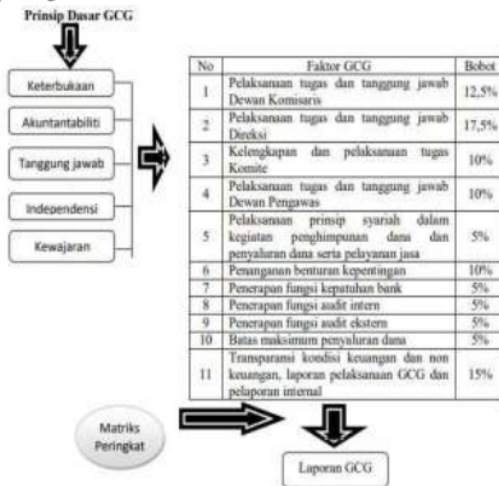 Prinsip Dasar GCG
Keterbukaan
Akuntantabiliti
Tanggung jawab
Independensi
Kewajaran
No Faktor GCG Bobot
1 Pelaksanaan tugas dan tanggung jawab
Dewan Komisaris 12,5%
2 Pelaksanaan tugas dan tanggung jawab
Direksi 17,5%
3 Kelengkapan dan pelaksanaan tugas
Komite 10%
4 Pelaksanaan tugas dan tanggung jawab
Dewan Pengawas 10%
5 Pelaksanaan prinsip syariah dalam
kegiatan penghimpunan dana dan
penyaluran dana serta pelayanan jasa 5%
6 Penanganan benturan kepentingan 10%
7 Penerapan fungsi kepatuhan bank 5%
8 Penerapan fungsi audit intern 5%
9 Penerapan fungsi audit ekstern 5%
10 Batas maksimum penyaluran dana 5%
11 Transparansi kondisi keuangan dan non
keuangan, laporan pelaksanaan GCG dan
pelaporan internal 15%
Matriks
Peringkat
Laporan GCG